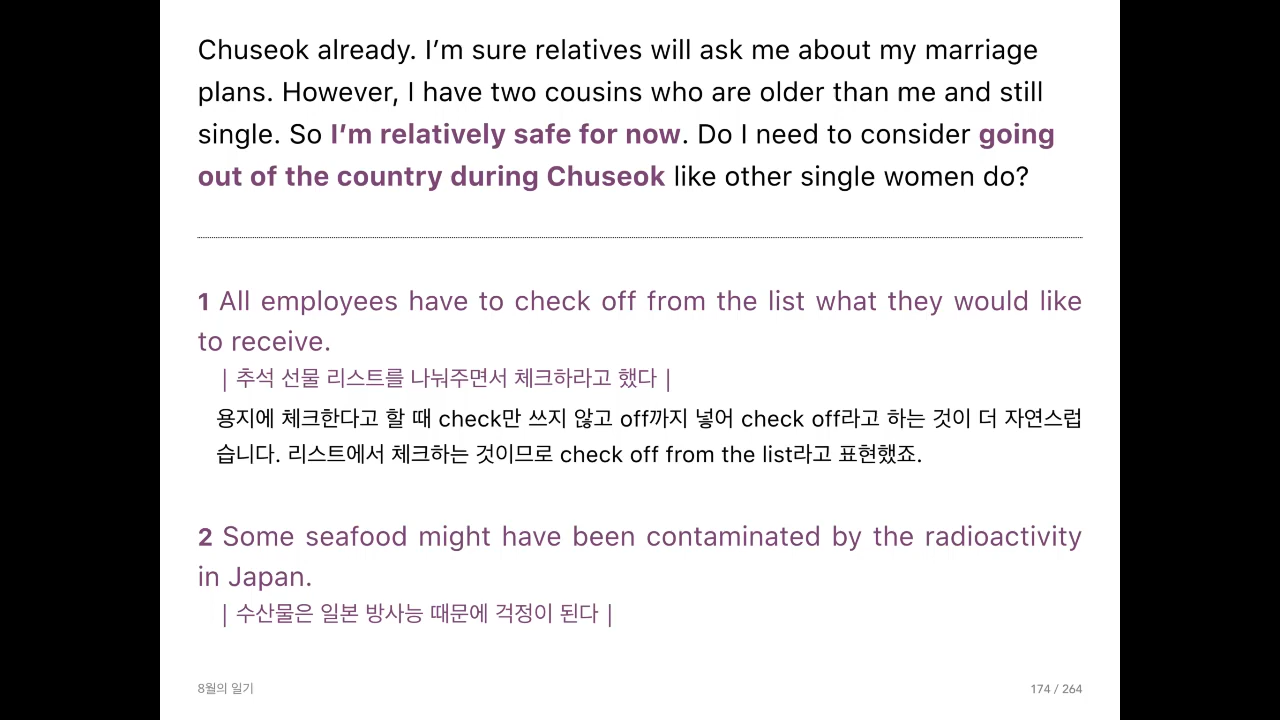 Chuseok already. I’m sure relatives will ask me about my marriage
plans. However, I have two cousins who are older than me and still
single. So I’m relatively safe for now. Do I need to consider going
out of the country during Chuseok like other single women do?
1 All employees have to check off from the list what they would like
to receive.
| 추석 선물 리스트를 나눠주면서 체크하라고 했다 |
용지에 체크한다고 할 때 check만 쓰지 않고 off까지 넣어 check off라고 하는 것이 더 자연스럽
습니다. 리스트에서 체크하는 것이므로 check off from the list라고 표현했죠.
2 Some seafood might have been contaminated by the radioactivity
in Japan.
| 수산물은 일본 방사능 때문에 걱정이 된다 |
8월의 일기
174 / 264